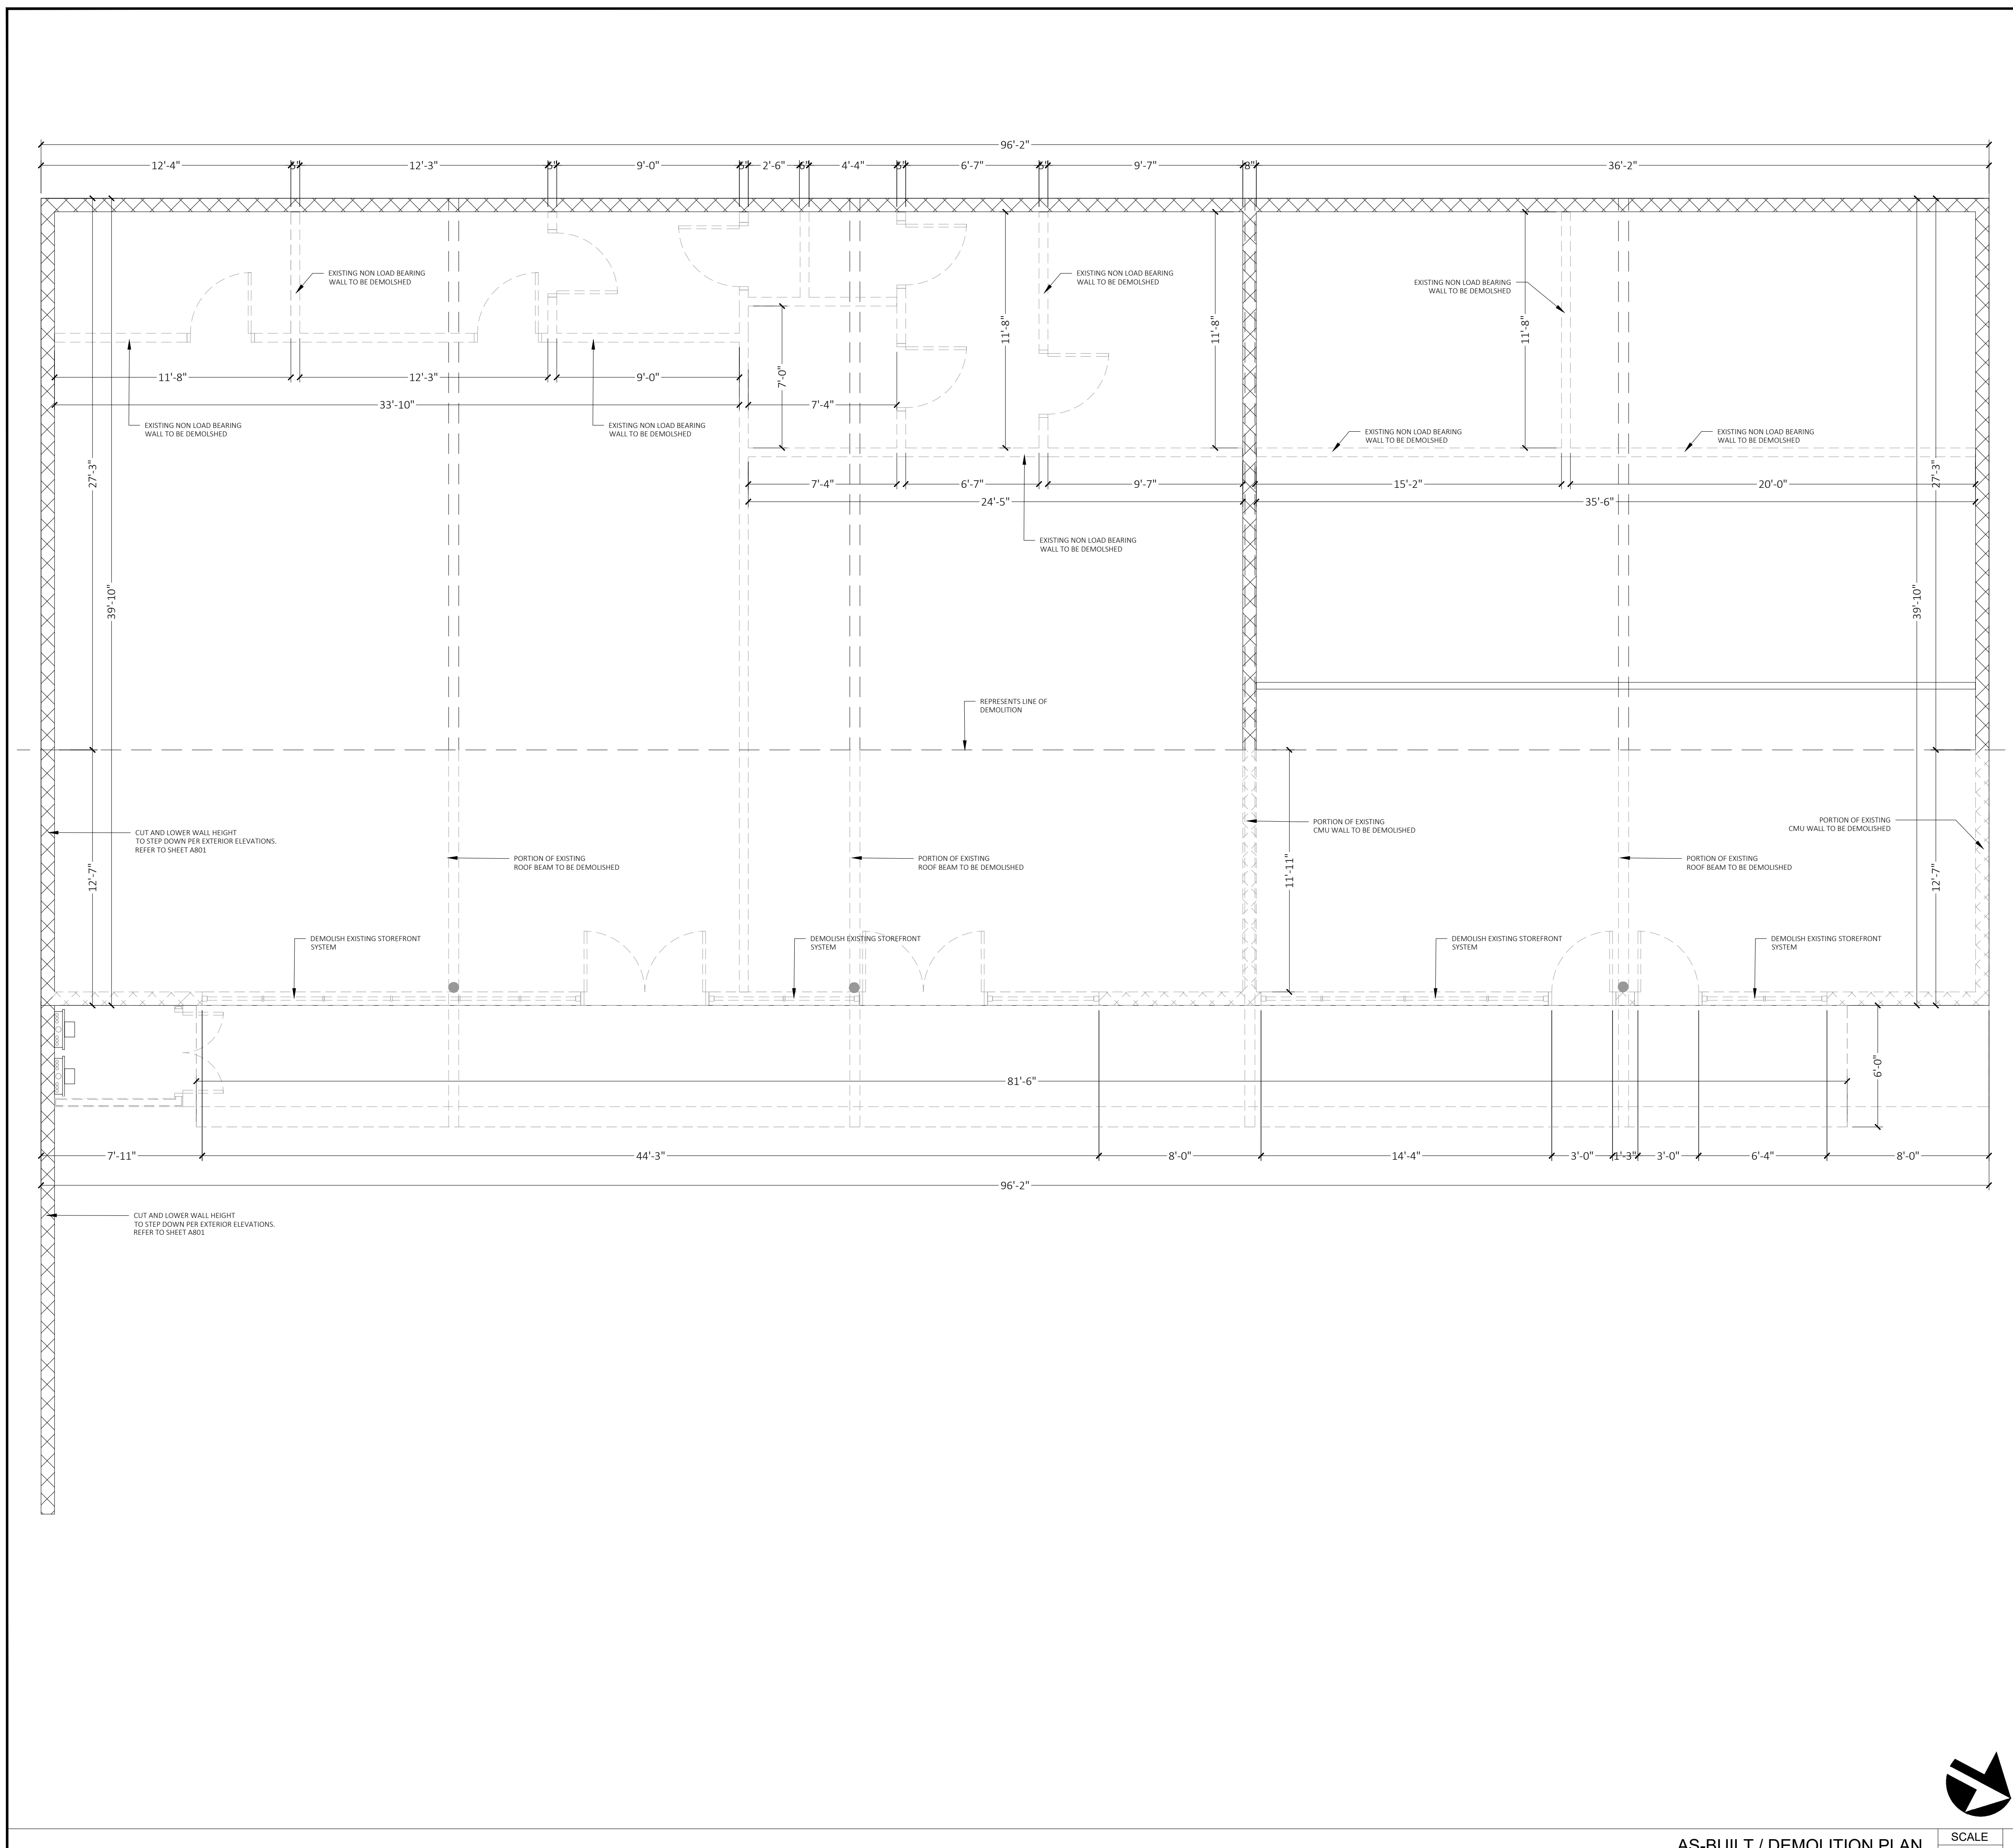 96'-2"
12'-4"
12'-3"
9'-0"
2'-6"
4'-4"
6'-7"
9'-7"
8"
36'-2"
EXISTING NON LOAD BEARING
WALL TO BE DEMOLSHED
EXISTING NON LOAD BEARING
WALL TO BE DEMOLSHED
EXISTING NON LOAD BEARING
WALL TO BE DEMOLSHED
11'-8"
11'-8"
11'-8"
7'-0"
11'-8"
12'-3"
9'-0"
33'-10"
7'-4"
EXISTING NON LOAD BEARING
WALL TO BE DEMOLSHED
EXISTING NON LOAD BEARING
WALL TO BE DEMOLSHED
EXISTING NON LOAD BEARING
WALL TO BE DEMOLSHED
EXISTING NON LOAD BEARING
WALL TO BE DEMOLSHED
27'-3"
27'-3"
7'-4"
6'-7"
9'-7"
15'-2"
20'-0"
24'-5"
35'-6"
EXISTING NON LOAD BEARING
WALL TO BE DEMOLSHED
39'-10"
39'-10"
REPRESENTS LINE OF
DEMOLITION
CUT AND LOWER WALL HEIGHT
TO STEP DOWN PER EXTERIOR ELEVATIONS.
REFER TO SHEET A801
PORTION OF EXISTING
CMU WALL TO BE DEMOLISHED
PORTION OF EXISTING
CMU WALL TO BE DEMOLISHED
PORTION OF EXISTING
ROOF BEAM TO BE DEMOLISHED
PORTION OF EXISTING
ROOF BEAM TO BE DEMOLISHED
PORTION OF EXISTING
ROOF BEAM TO BE DEMOLISHED
12'-7"
11'-11"
12'-7"
DEMOLISH EXISTING STOREFRONT
SYSTEM
DEMOLISH EXISTING STOREFRONT
SYSTEM
DEMOLISH EXISTING STOREFRONT
SYSTEM
DEMOLISH EXISTING STOREFRONT
SYSTEM
81'-6"
6'-0"
7'-11"
44'-3"
8'-0"
14'-4"
3'-0"
1'-3"
3'-0"
6'-4"
8'-0"
96'-2"
CUT AND LOWER WALL HEIGHT
TO STEP DOWN PER EXTERIOR ELEVATIONS.
REFER TO SHEET A801
AS-BUILT / DEMOLITION PLAN
SCALE